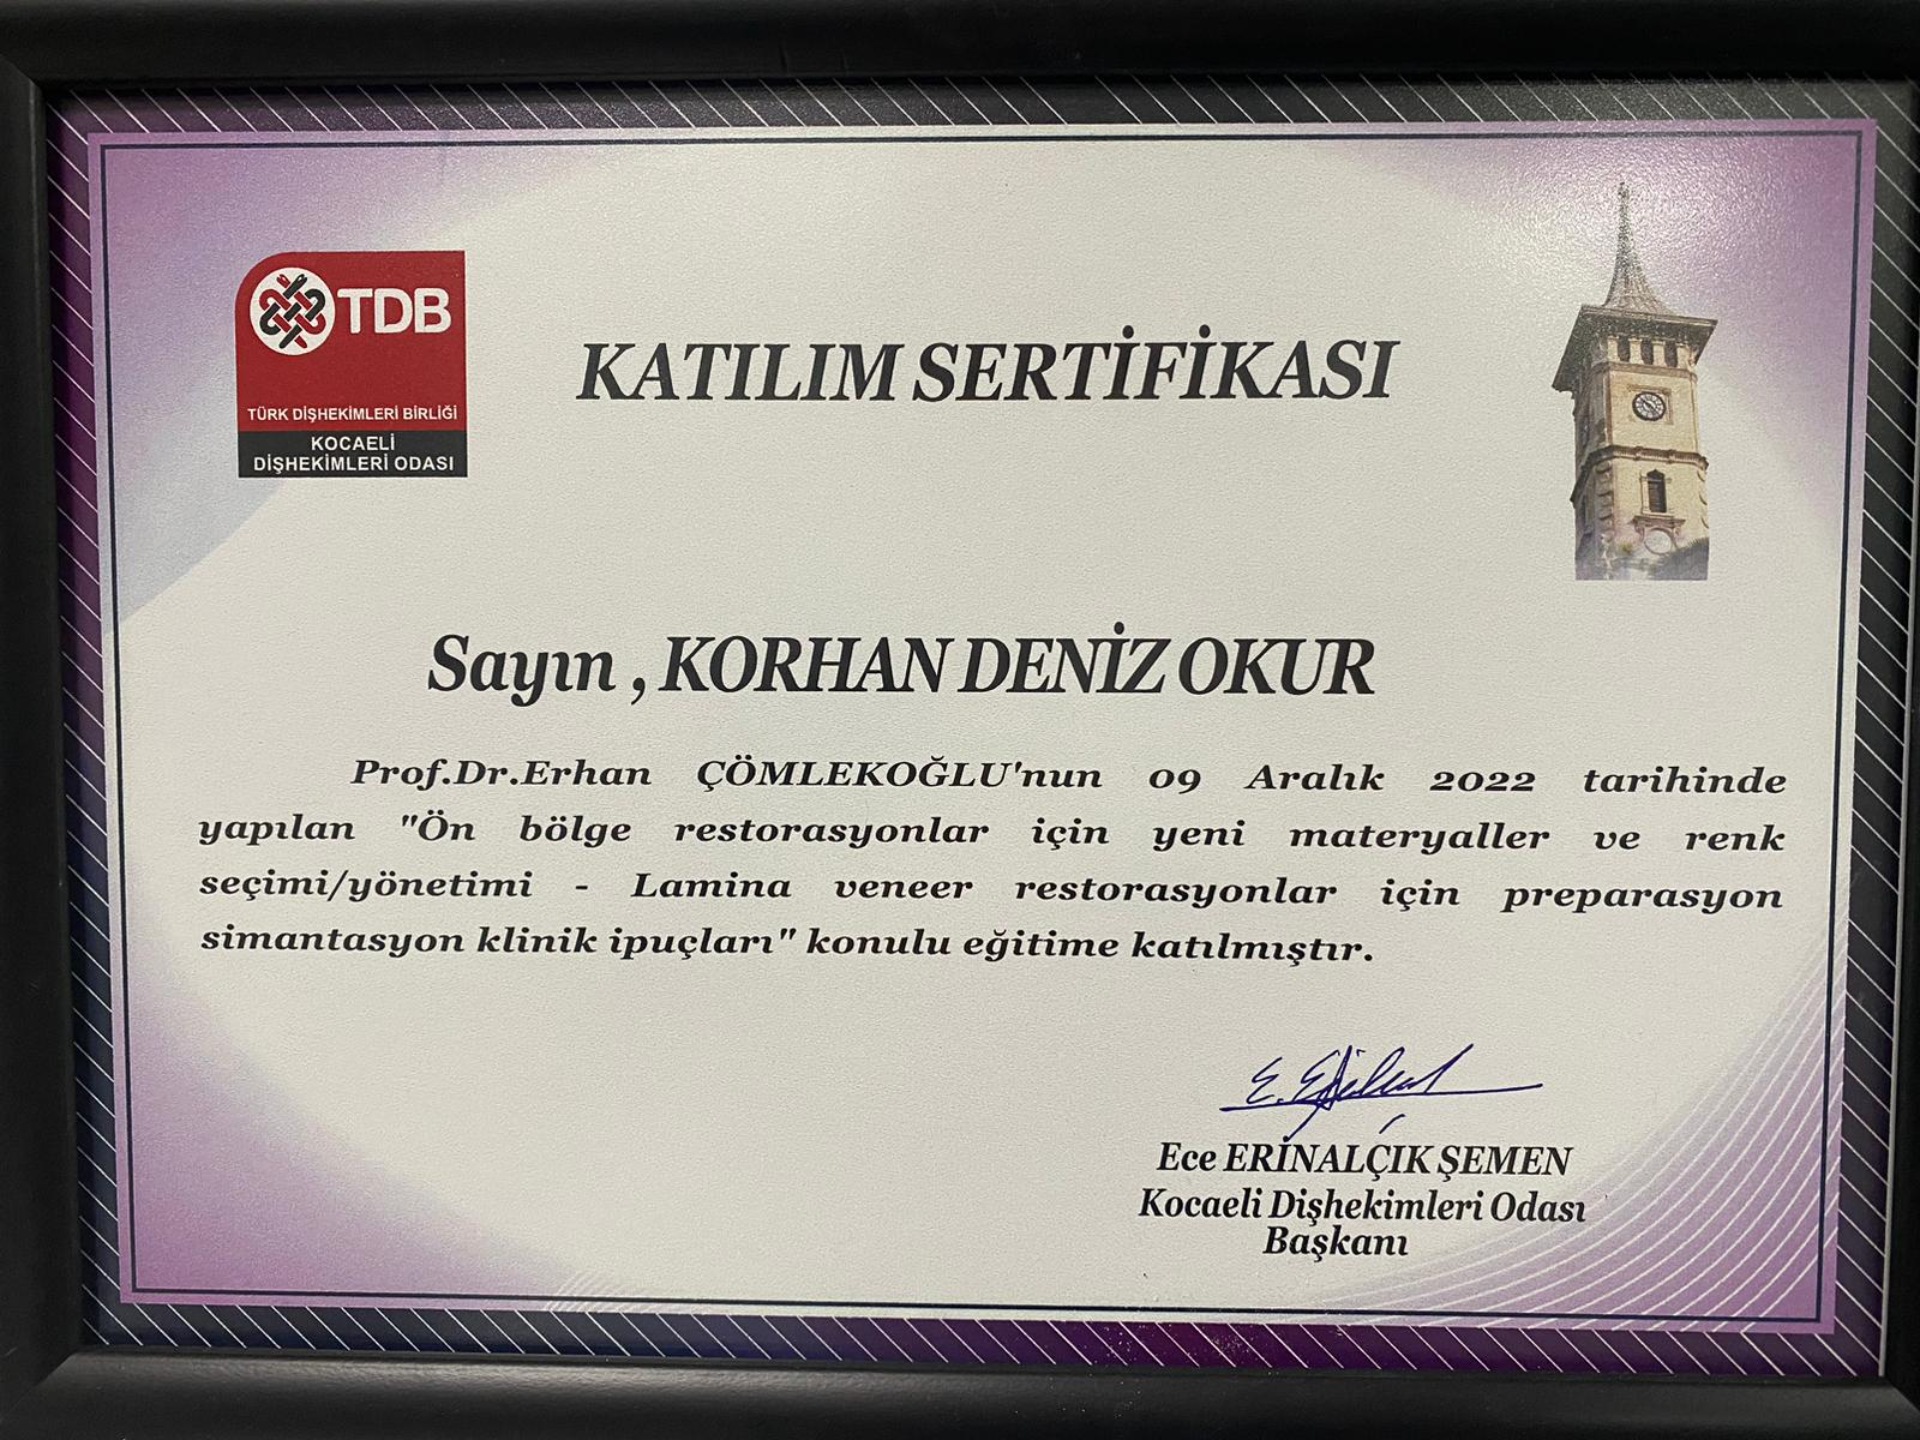 TDB
TÜRK DİŞHEKİMLERİ BİRLİĞİ
KOCAELİ
DİŞHEKİMLERİ ODASI
KATILIM SERTİFİKASI
Sayın , KORHAN DENİZ OKUR
Prof.Dr.Erhan ÇÖMLEKOĞLU'nun 09 Aralık 2022 tarihinde
yapılan "Ön bölge restorasyonlar için yeni materyaller ve renk
seçimi/yönetimi - Lamina veneer restorasyonlar için preparasyon
simantasyon klinik ipuçları" konulu eğitime katılmıştır.
Ece ERİNALÇIK ŞEMEN
Kocaeli Dişhekimleri Odası
Başkanı